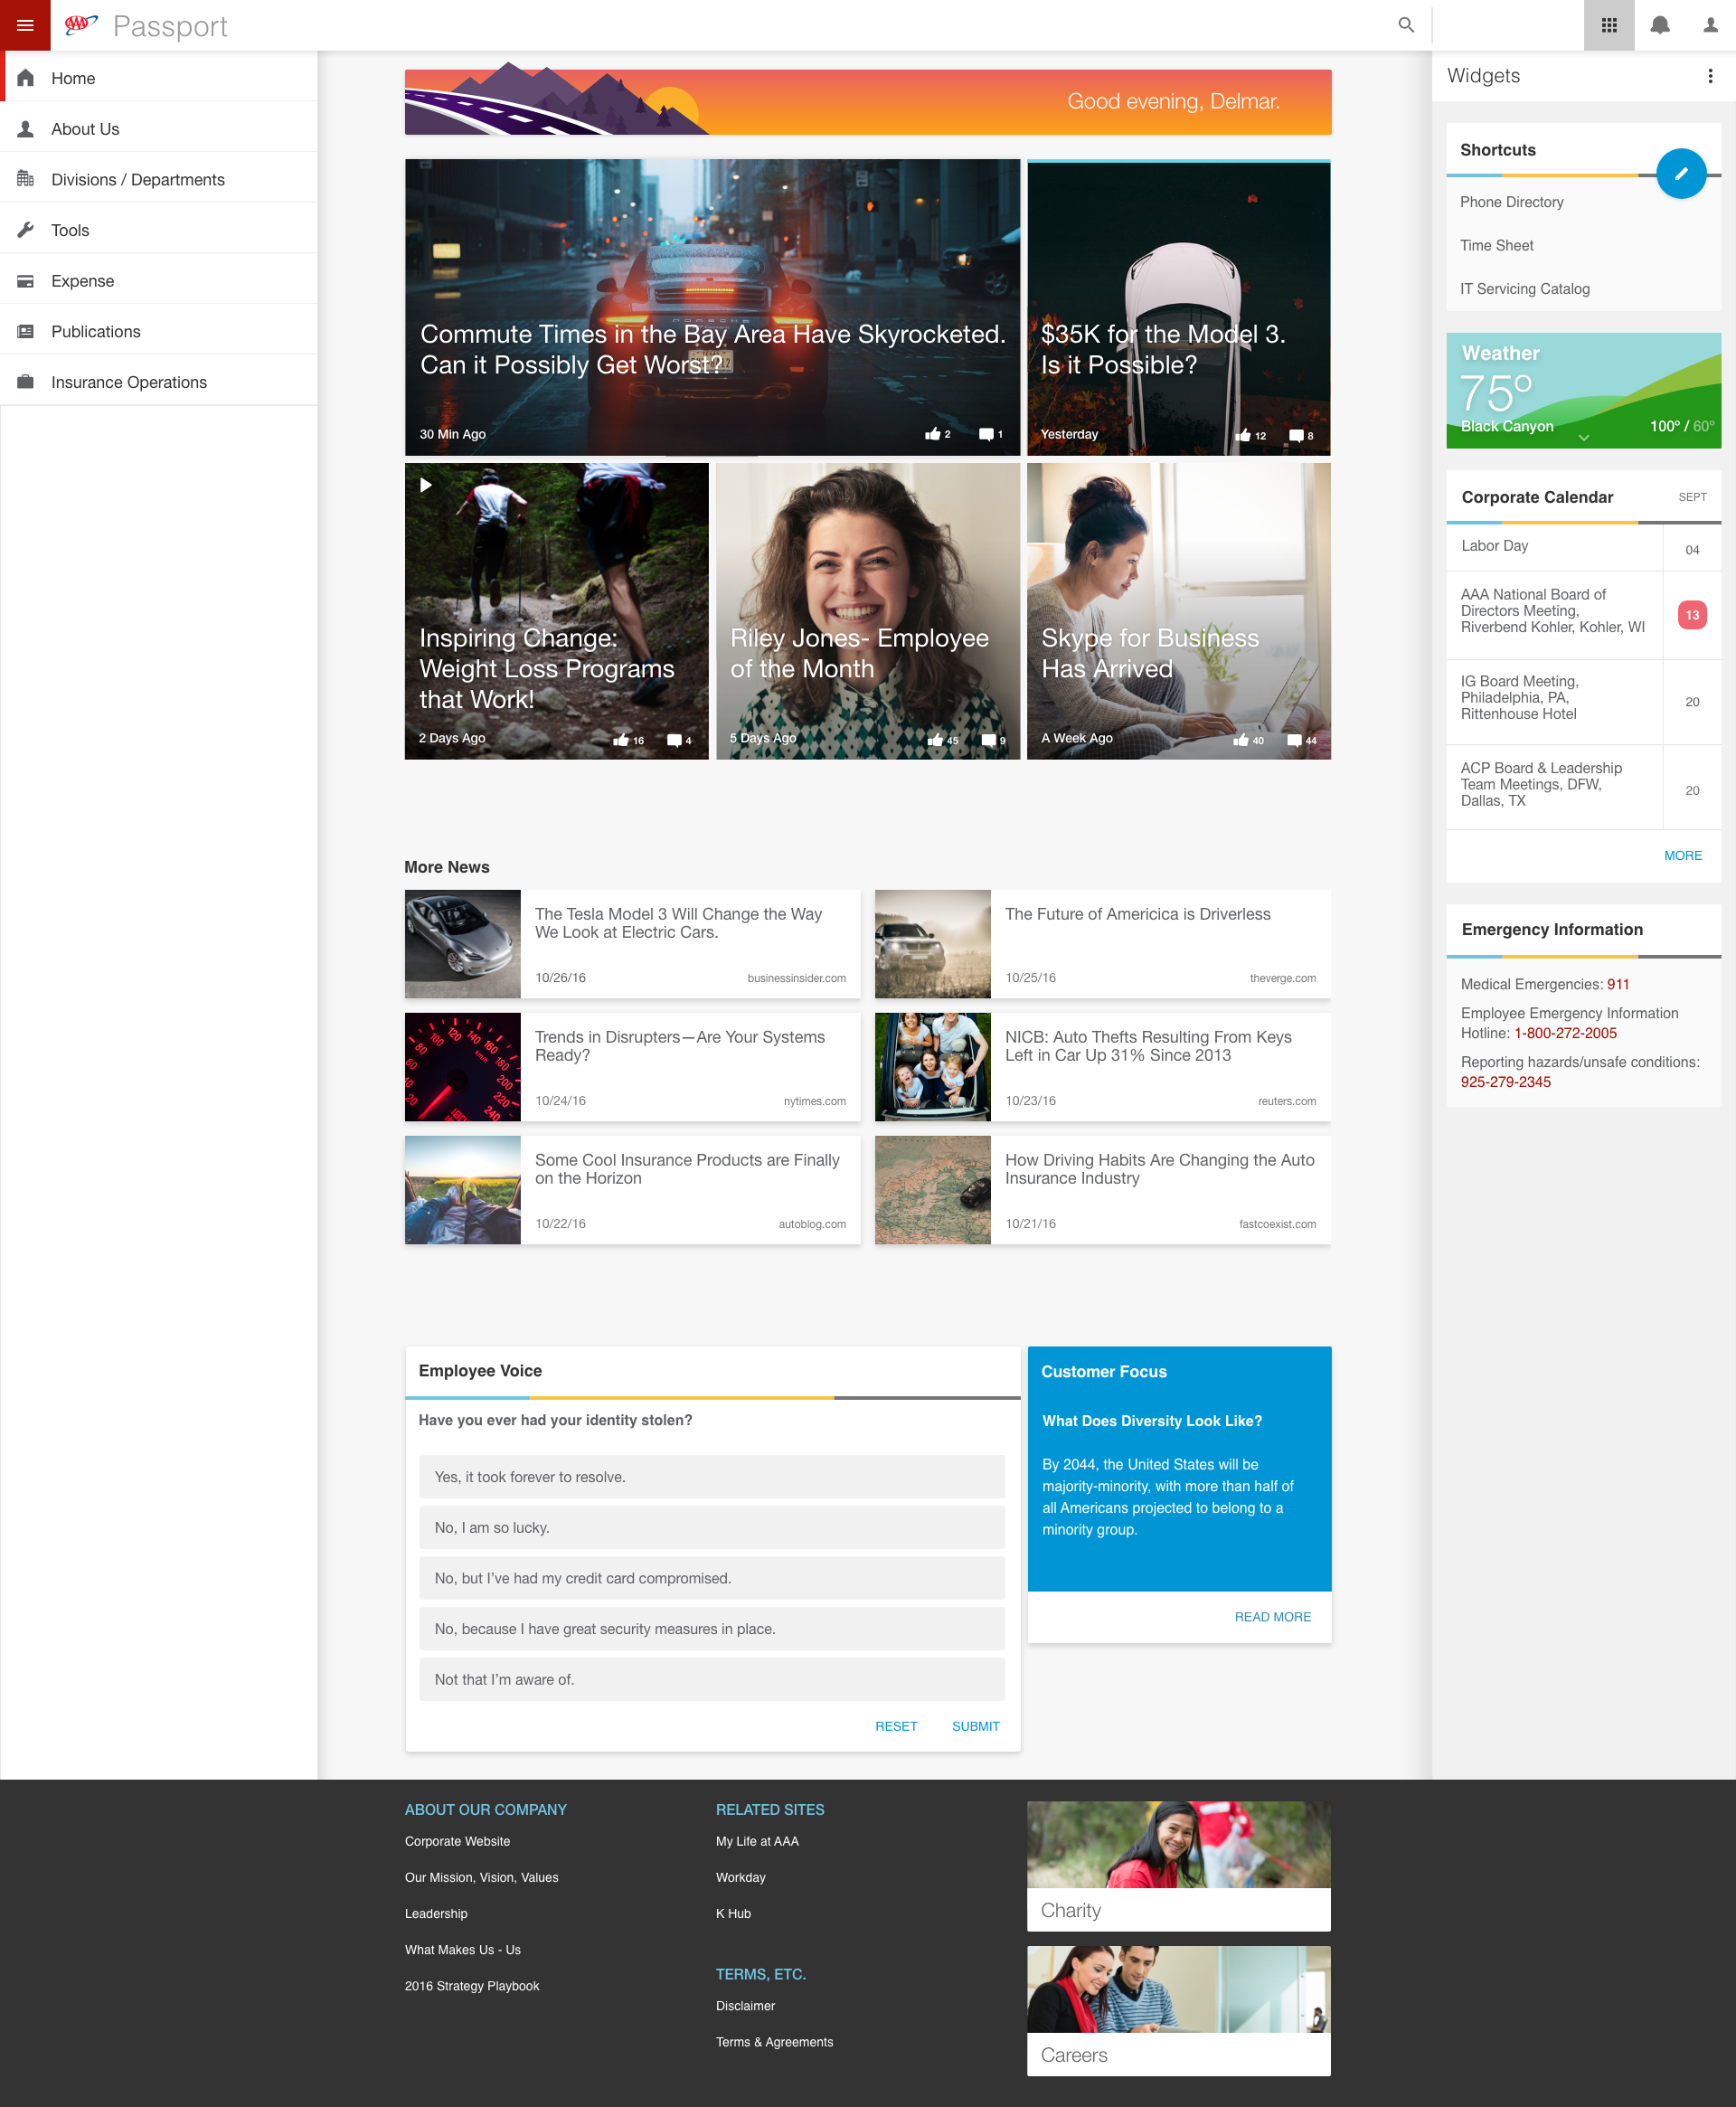 AAA Passport
Home
About Us
Divisions / Departments
Tools
Expense
Publications
Insurance Operations
Good evening, Delmar.
Commute Times in the Bay Area Have Skyrocketed.
Can it Possibly Get Worst?
30 Min Ago
2
1
$35K for the Model 3.
Is it Possible?
Yesterday
12
8
Inspiring Change:
Weight Loss Programs
that Work!
2 Days Ago
16
4
Riley Jones- Employee
of the Month
5 Days Ago
45
9
Skype for Business
Has Arrived
A Week Ago
40
44
More News
The Tesla Model 3 Will Change the Way
We Look at Electric Cars.
10/26/16
businessinsider.com
The Future of Americica is Driverless
10/25/16
theverge.com
Trends in Disrupters—Are Your Systems
Ready?
10/24/16
nytimes.com
NICB: Auto Thefts Resulting From Keys
Left in Car Up 31% Since 2013
10/23/16
reuters.com
Some Cool Insurance Products are Finally
on the Horizon
10/22/16
autoblog.com
How Driving Habits Are Changing the Auto
Insurance Industry
10/21/16
fastcoexist.com
Employee Voice
Have you ever had your identity stolen?
Yes, it took forever to resolve.
No, I am so lucky.
No, but I’ve had my credit card compromised.
No, because I have great security measures in place.
Not that I’m aware of.
RESET
SUBMIT
Customer Focus
What Does Diversity Look Like?
By 2044, the United States will be
majority-minority, with more than half of
all Americans projected to belong to a
minority group.
READ MORE
Widgets
Shortcuts
Phone Directory
Time Sheet
IT Servicing Catalog
Weather
75º
Black Canyon
100º / 60º
Corporate Calendar
SEPT
Labor Day
04
AAA National Board of
Directors Meeting,
Riverbend Kohler, Kohler, WI
13
IG Board Meeting,
Philadelphia, PA,
Rittenhouse Hotel
20
ACP Board & Leadership
Team Meetings, DFW,
Dallas, TX
20
MORE
Emergency Information
Medical Emergencies: 911
Employee Emergency Information
Hotline: 1-800-272-2005
Reporting hazards/unsafe conditions:
925-279-2345
ABOUT OUR COMPANY
Corporate Website
Our Mission, Vision, Values
Leadership
What Makes Us - Us
2016 Strategy Playbook
RELATED SITES
My Life at AAA
Workday
K Hub
TERMS, ETC.
Disclaimer
Terms & Agreements
Charity
Careers